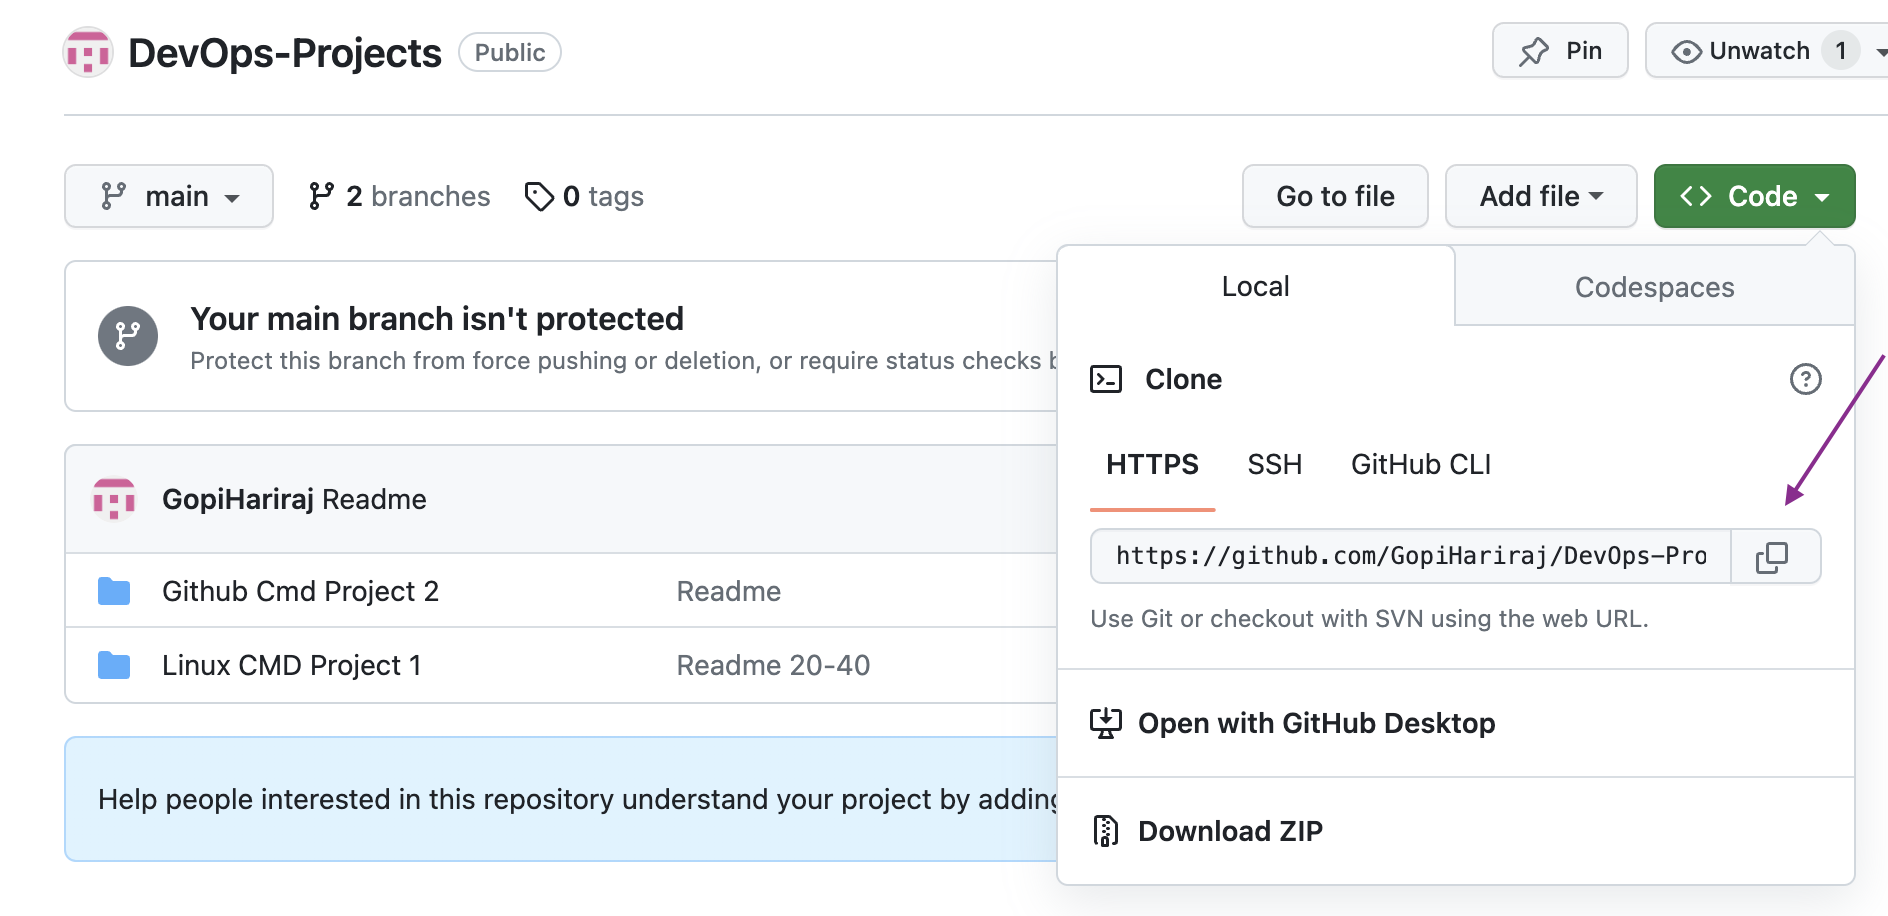 DevOps-Projects Public Pin Unwatch 1
main 2 branches 0 tags Go to file Add file Code
Local Codespaces
Your main branch isn't protected
Protect this branch from force pushing or deletion, or require status checks
Clone
HTTPS SSH GitHub CLI
GopiHariraj Readme
https://github.com/GopiHariraj/DevOps-Pro
Use Git or checkout with SVN using the web URL.
Github Cmd Project 2 Readme
Linux CMD Project 1 Readme 20-40
Open with GitHub Desktop
Help people interested in this repository understand your project by adding
Download ZIP